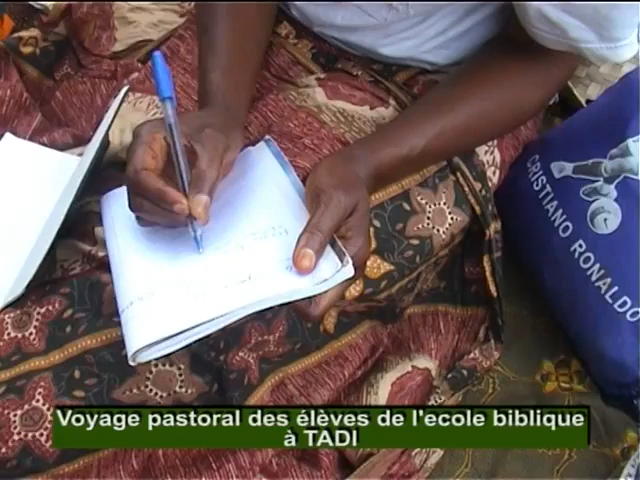 CRISTIANO RONALDO
Voyage pastoral des élèves de l'ecole biblique
à TADI